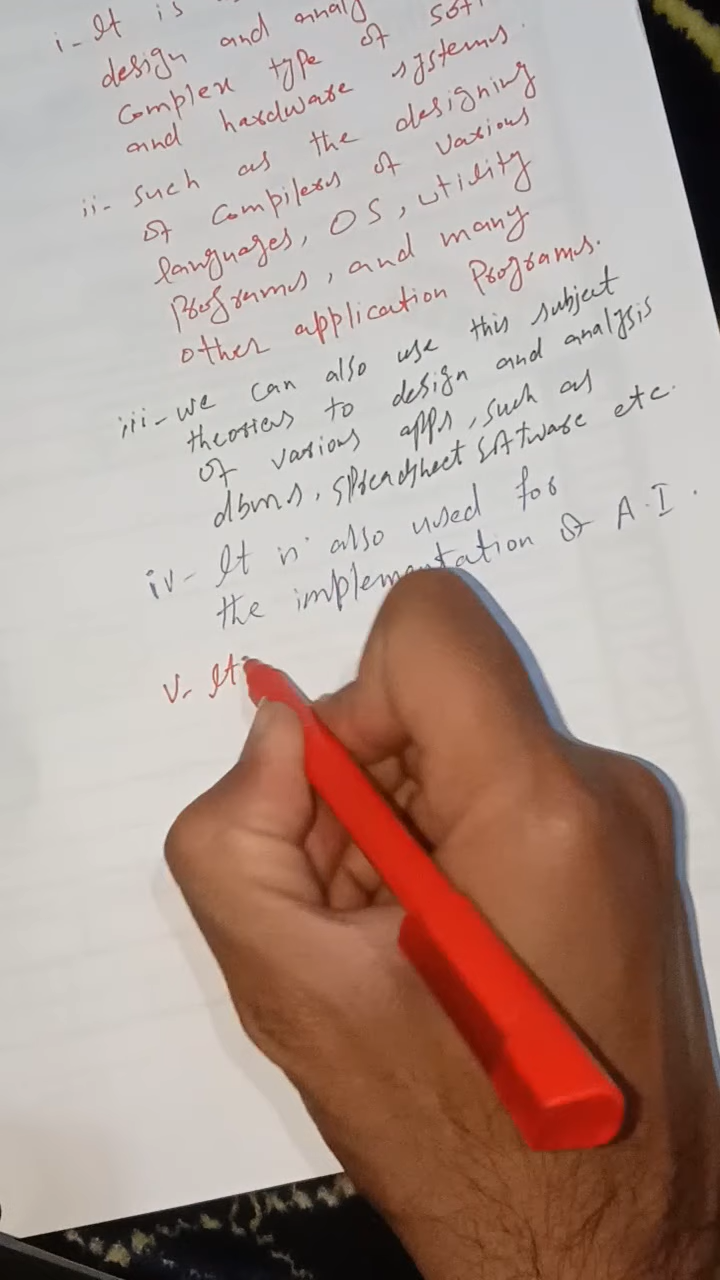 i- It is
design and analy
complex type of soft
and hardware systems.
ii- such as the designing
of compilers of various
languages, OS, utility
Programs, and many
other application Programs.
iii- we can also use this subject
theories to design and analysis
of various apps, such as
dbms, spreadsheet software etc.
iv- It is also used for
the implementation of A.I.
v- It